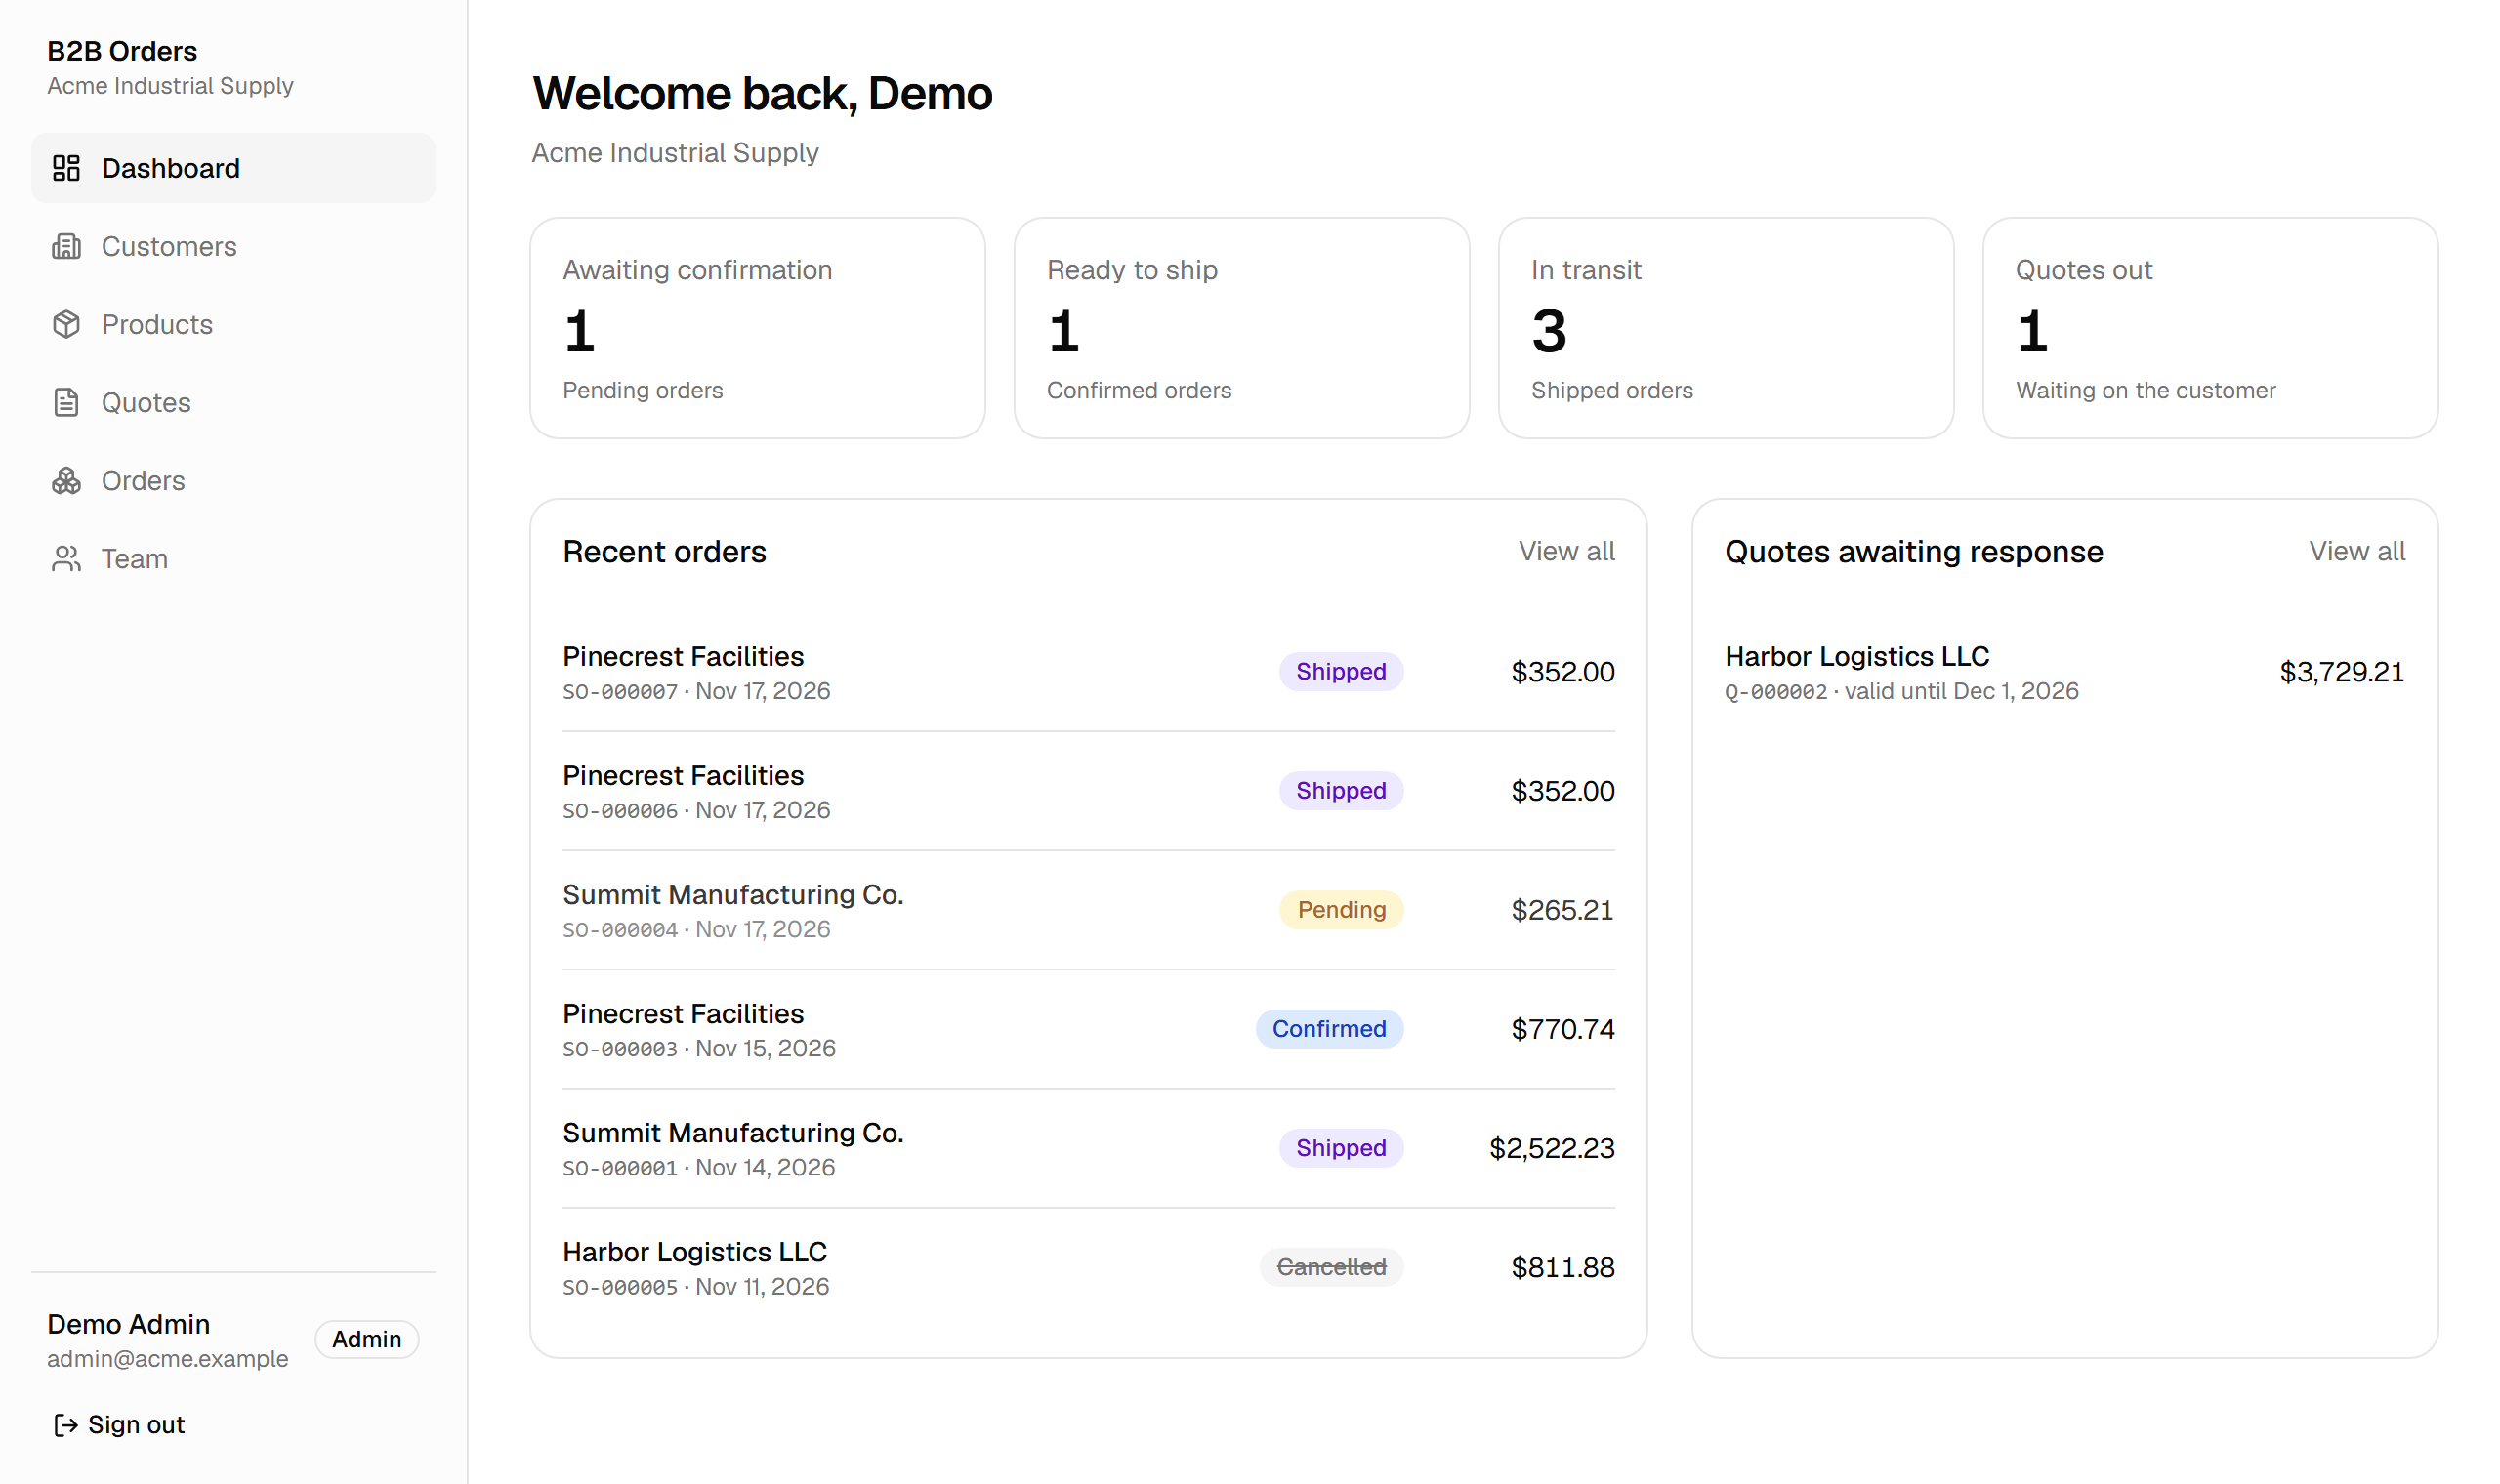 B2B Orders
Acme Industrial Supply
Dashboard
Customers
Products
Quotes
Orders
Team
Demo Admin
admin@acme.example
Admin
Sign out
Welcome back, Demo
Acme Industrial Supply
Awaiting confirmation
1
Pending orders
Ready to ship
1
Confirmed orders
In transit
3
Shipped orders
Quotes out
1
Waiting on the customer
Recent orders
View all
Pinecrest Facilities
SO-000007 · Nov 17, 2026
Shipped
$352.00
Pinecrest Facilities
SO-000006 · Nov 17, 2026
Shipped
$352.00
Summit Manufacturing Co.
SO-000004 · Nov 17, 2026
Pending
$265.21
Pinecrest Facilities
SO-000003 · Nov 15, 2026
Confirmed
$770.74
Summit Manufacturing Co.
SO-000001 · Nov 14, 2026
Shipped
$2,522.23
Harbor Logistics LLC
SO-000005 · Nov 11, 2026
Cancelled
$811.88
Quotes awaiting response
View all
Harbor Logistics LLC
Q-000002 · valid until Dec 1, 2026
$3,729.21